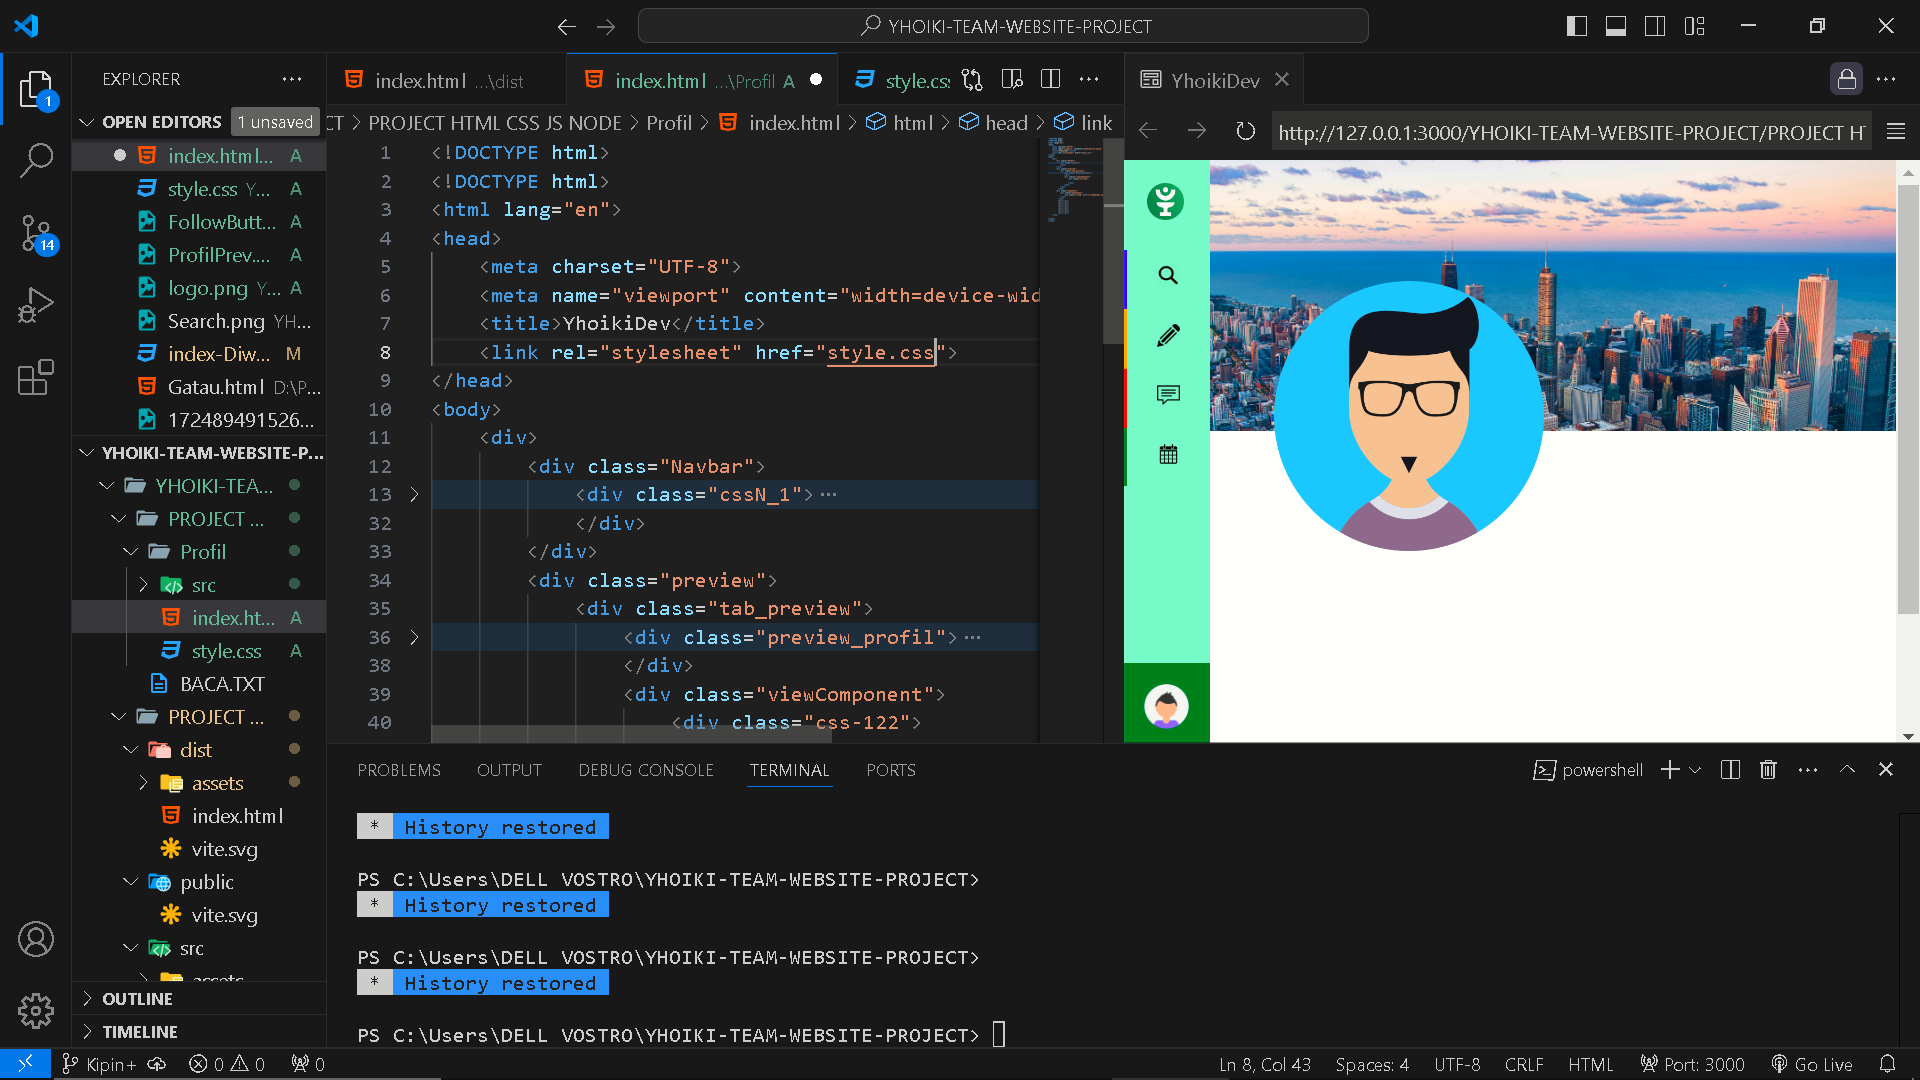 YHOIKI-TEAM-WEBSITE-PROJECT
EXPLORER
OPEN EDITORS 1 unsaved
index.html... A
style.css Y... A
FollowButt... A
ProfilPrev.... A
logo.png Y... A
Search.png YH...
index-Diw... M
Gatau.html D:\P...
172489491526...
YHOIKI-TEAM-WEBSITE-P...
YHOIKI-TEA...
PROJECT ...
Profil
src
index.ht... A
style.css A
BACA.TXT
PROJECT ...
dist
assets
index.html
vite.svg
public
vite.svg
src
assets
OUTLINE
TIMELINE
1
14
index.html ...\dist
index.html ...\Profil A
style.cs
CT > PROJECT HTML CSS JS NODE > Profil > index.html > html > head > link
1 <!DOCTYPE html>
2 <!DOCTYPE html>
3 <html lang="en">
4 <head>
5 <meta charset="UTF-8">
6 <meta name="viewport" content="width=device-wid
7 <title>YhoikiDev</title>
8 <link rel="stylesheet" href="style.css">
9 </head>
10 <body>
11 <div>
12 <div class="Navbar">
13 <div class="cssN_1">...
32 </div>
33 </div>
34 <div class="preview">
35 <div class="tab_preview">
36 <div class="preview_profil">...
38 </div>
39 <div class="viewComponent">
40 <div class="css-122">
YhoikiDev
http://127.0.0.1:3000/YHOIKI-TEAM-WEBSITE-PROJECT/PROJECT HT
PROBLEMS OUTPUT DEBUG CONSOLE TERMINAL PORTS
powershell
* History restored
PS C:\Users\DELL VOSTRO\YHOIKI-TEAM-WEBSITE-PROJECT>
* History restored
PS C:\Users\DELL VOSTRO\YHOIKI-TEAM-WEBSITE-PROJECT>
* History restored
PS C:\Users\DELL VOSTRO\YHOIKI-TEAM-WEBSITE-PROJECT>
Kipin+ 0 0 0
Ln 8, Col 43 Spaces: 4 UTF-8 CRLF HTML Port: 3000 Go Live